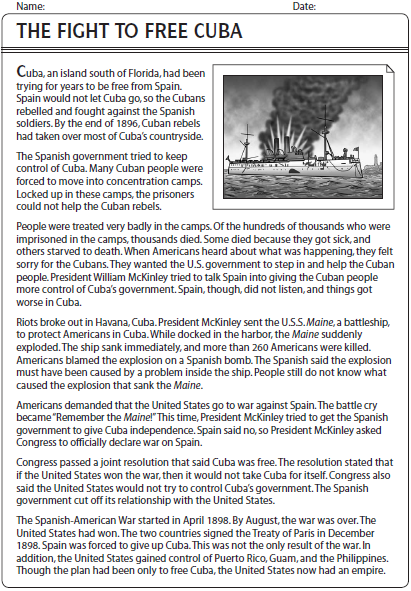 Name: Date:
THE FIGHT TO FREE CUBA
Cuba, an island south of Florida, had been
trying for years to be free from Spain.
Spain would not let Cuba go, so the Cubans
rebelled and fought against the Spanish
soldiers. By the end of 1896, Cuban rebels
had taken over most of Cuba's countryside.
The Spanish government tried to keep
control of Cuba. Many Cuban people were
forced to move into concentration camps.
Locked up in these camps, the prisoners
could not help the Cuban rebels.
People were treated very badly in the camps. Of the hundreds of thousands who were
imprisoned in the camps, thousands died. Some died because they got sick, and
others starved to death. When Americans heard about what was happening, they felt
sorry for the Cubans. They wanted the U.S. government to step in and help the Cuban
people. President William McKinley tried to talk Spain into giving the Cuban people
more control of Cuba's government. Spain, though, did not listen, and things got
worse in Cuba.
Riots broke out in Havana, Cuba. President McKinley sent the U.S.S. Maine, a battleship,
to protect Americans in Cuba. While docked in the harbor, the Maine suddenly
exploded. The ship sank immediately, and more than 260 Americans were killed.
Americans blamed the explosion on a Spanish bomb. The Spanish said the explosion
must have been caused by a problem inside the ship. People still do not know what
caused the explosion that sank the Maine.
Americans demanded that the United States go to war against Spain. The battle cry
became "Remember the Maine!" This time, President McKinley tried to get the Spanish
government to give Cuba independence. Spain said no, so President McKinley asked
Congress to officially declare war on Spain.
Congress passed a joint resolution that said Cuba was free. The resolution stated that
if the United States won the war, then it would not take Cuba for itself. Congress also
said the United States would not try to control Cuba's government. The Spanish
government cut off its relationship with the United States.
The Spanish-American War started in April 1898. By August, the war was over. The
United States had won. The two countries signed the Treaty of Paris in December
1898. Spain was forced to give up Cuba. This was not the only result of the war. In
addition, the United States gained control of Puerto Rico, Guam, and the Philippines.
Though the plan had been only to free Cuba, the United States now had an empire.